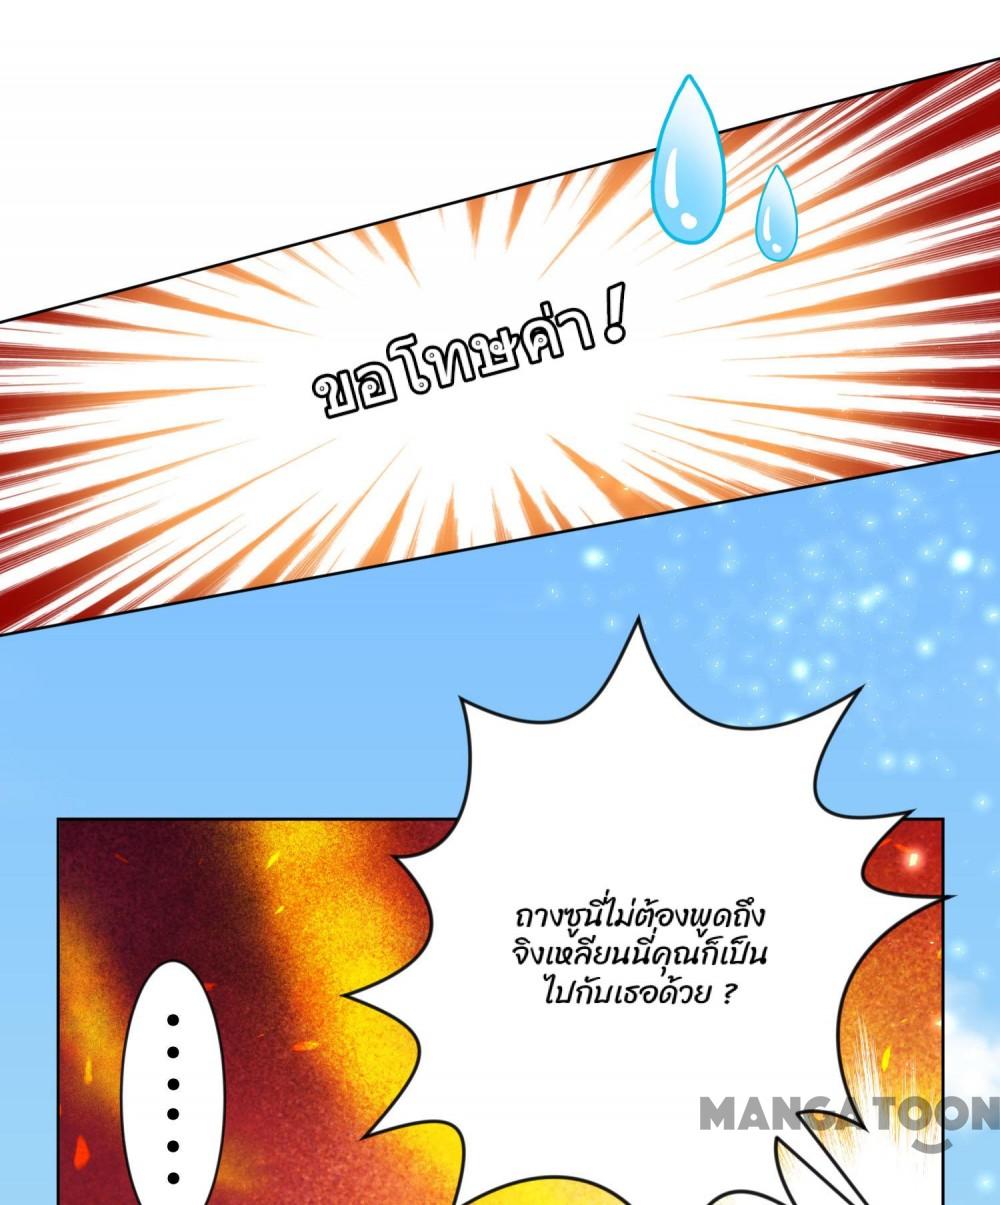 ขอโทษค่า!
ถางซูนี่ไม่ต้องพูดถึง
จิงเหลียนนี่คุณก็เป็น
ไปกับเธอด้วย ?
......
MANGATOON